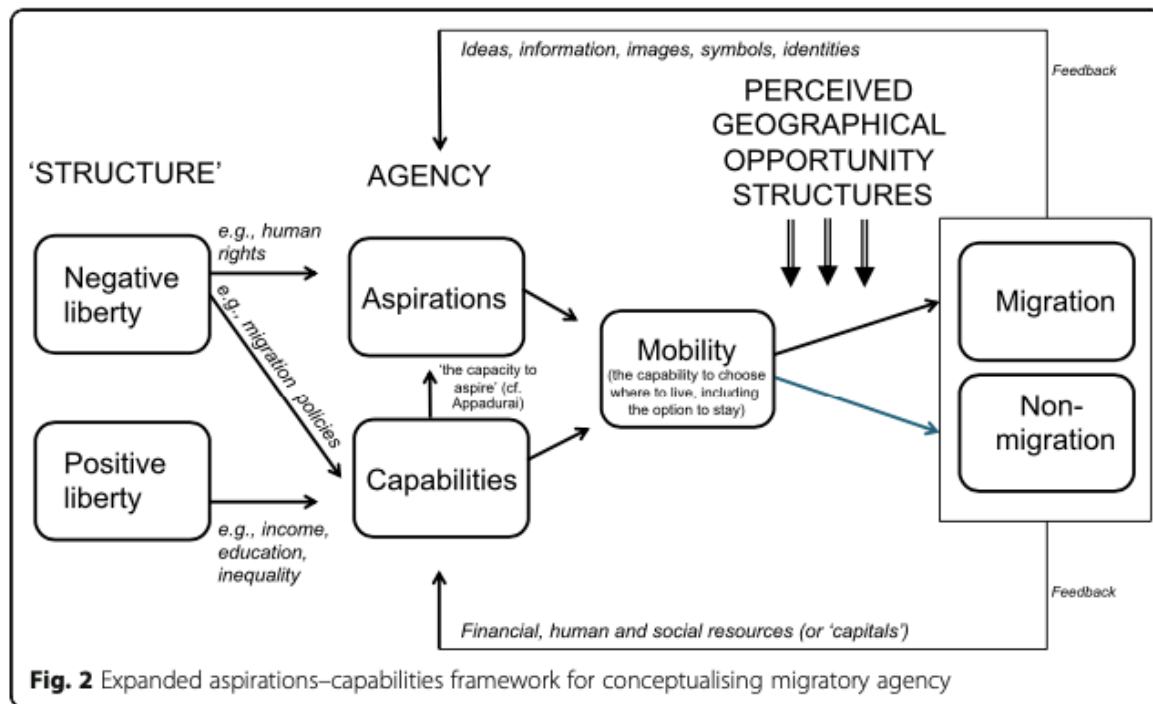 Ideas, information, images, symbols, identities
Feedback
PERCEIVED
GEOGRAPHICAL
OPPORTUNITY
STRUCTURES
'STRUCTURE'
AGENCY
e.g., human
rights
Negative
liberty
e.g., migration policies
Aspirations
Migration
Mobility
(the capability to choose
where to live, including
the option to stay)
'the capacity to
aspire' (cf.
Appadurai)
Non-
migration
Positive
liberty
Capabilities
e.g., income,
education,
inequality
Feedback
Financial, human and social resources (or 'capitals')
Fig. 2 Expanded aspirations–capabilities framework for conceptualising migratory agency